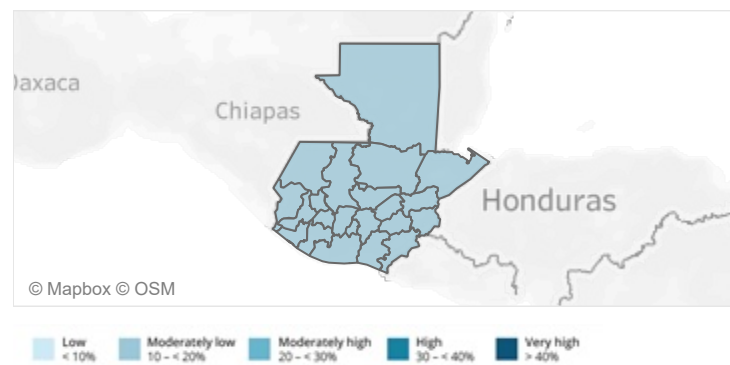 Oaxaca
Chiapas
Honduras
© Mapbox © OSM
Low
< 10%
Moderately low
10 – < 20%
Moderately high
20 – < 30%
High
30 – < 40%
Very high
> 40%